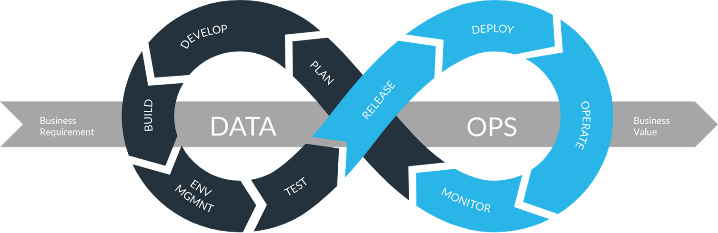 Business
Requirement
DATA
PLAN
DEVELOP
BUILD
ENV
MGMNT
TEST
RELEASE
OPS
DEPLOY
OPERATE
MONITOR
Business
Value